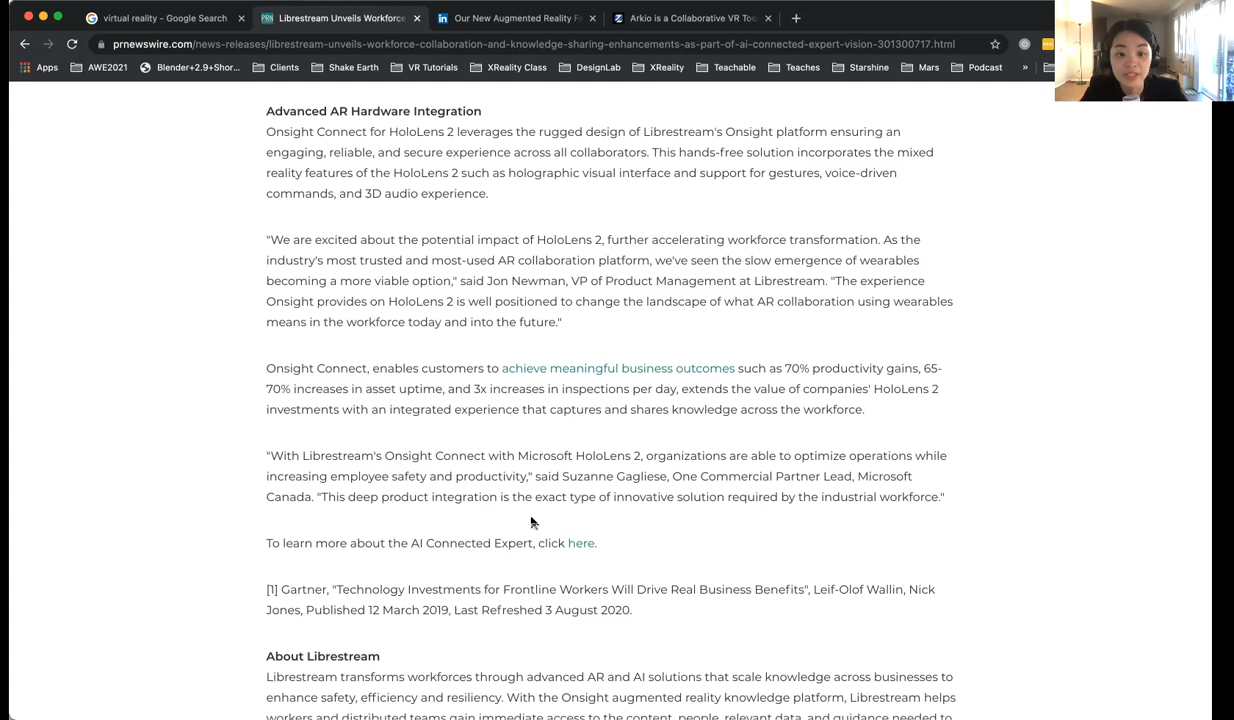 virtual reality - Google Search
Librestream Unveils Workforce
Our New Augmented Reality F
Arkio is a Collaborative VR Too
prnewswire.com/news-releases/librestream-unveils-workforce-collaboration-and-knowledge-sharing-enhancements-as-part-of-ai-connected-expert-vision-301300717.html
Apps AWE2021 Blender+2.9+Shor... Clients Shake Earth VR Tutorials XReality Class DesignLab XReality Teachable Teaches Starshine Mars Podcast »
Advanced AR Hardware Integration
Onsight Connect for HoloLens 2 leverages the rugged design of Librestream's Onsight platform ensuring an
engaging, reliable, and secure experience across all collaborators. This hands-free solution incorporates the mixed
reality features of the HoloLens 2 such as holographic visual interface and support for gestures, voice-driven
commands, and 3D audio experience.
"We are excited about the potential impact of HoloLens 2, further accelerating workforce transformation. As the
industry's most trusted and most-used AR collaboration platform, we've seen the slow emergence of wearables
becoming a more viable option," said Jon Newman, VP of Product Management at Librestream. "The experience
Onsight provides on HoloLens 2 is well positioned to change the landscape of what AR collaboration using wearables
means in the workforce today and into the future."
Onsight Connect, enables customers to achieve meaningful business outcomes such as 70% productivity gains, 65-
70% increases in asset uptime, and 3x increases in inspections per day, extends the value of companies' HoloLens 2
investments with an integrated experience that captures and shares knowledge across the workforce.
"With Librestream's Onsight Connect with Microsoft HoloLens 2, organizations are able to optimize operations while
increasing employee safety and productivity," said Suzanne Gagliese, One Commercial Partner Lead, Microsoft
Canada. "This deep product integration is the exact type of innovative solution required by the industrial workforce."
To learn more about the AI Connected Expert, click here.
[1] Gartner, "Technology Investments for Frontline Workers Will Drive Real Business Benefits", Leif-Olof Wallin, Nick
Jones, Published 12 March 2019, Last Refreshed 3 August 2020.
About Librestream
Librestream transforms workforces through advanced AR and AI solutions that scale knowledge across businesses to
enhance safety, efficiency and resiliency. With the Onsight augmented reality knowledge platform, Librestream helps
workers and distributed teams gain immediate access to the content, people, relevant data, and guidance needed to